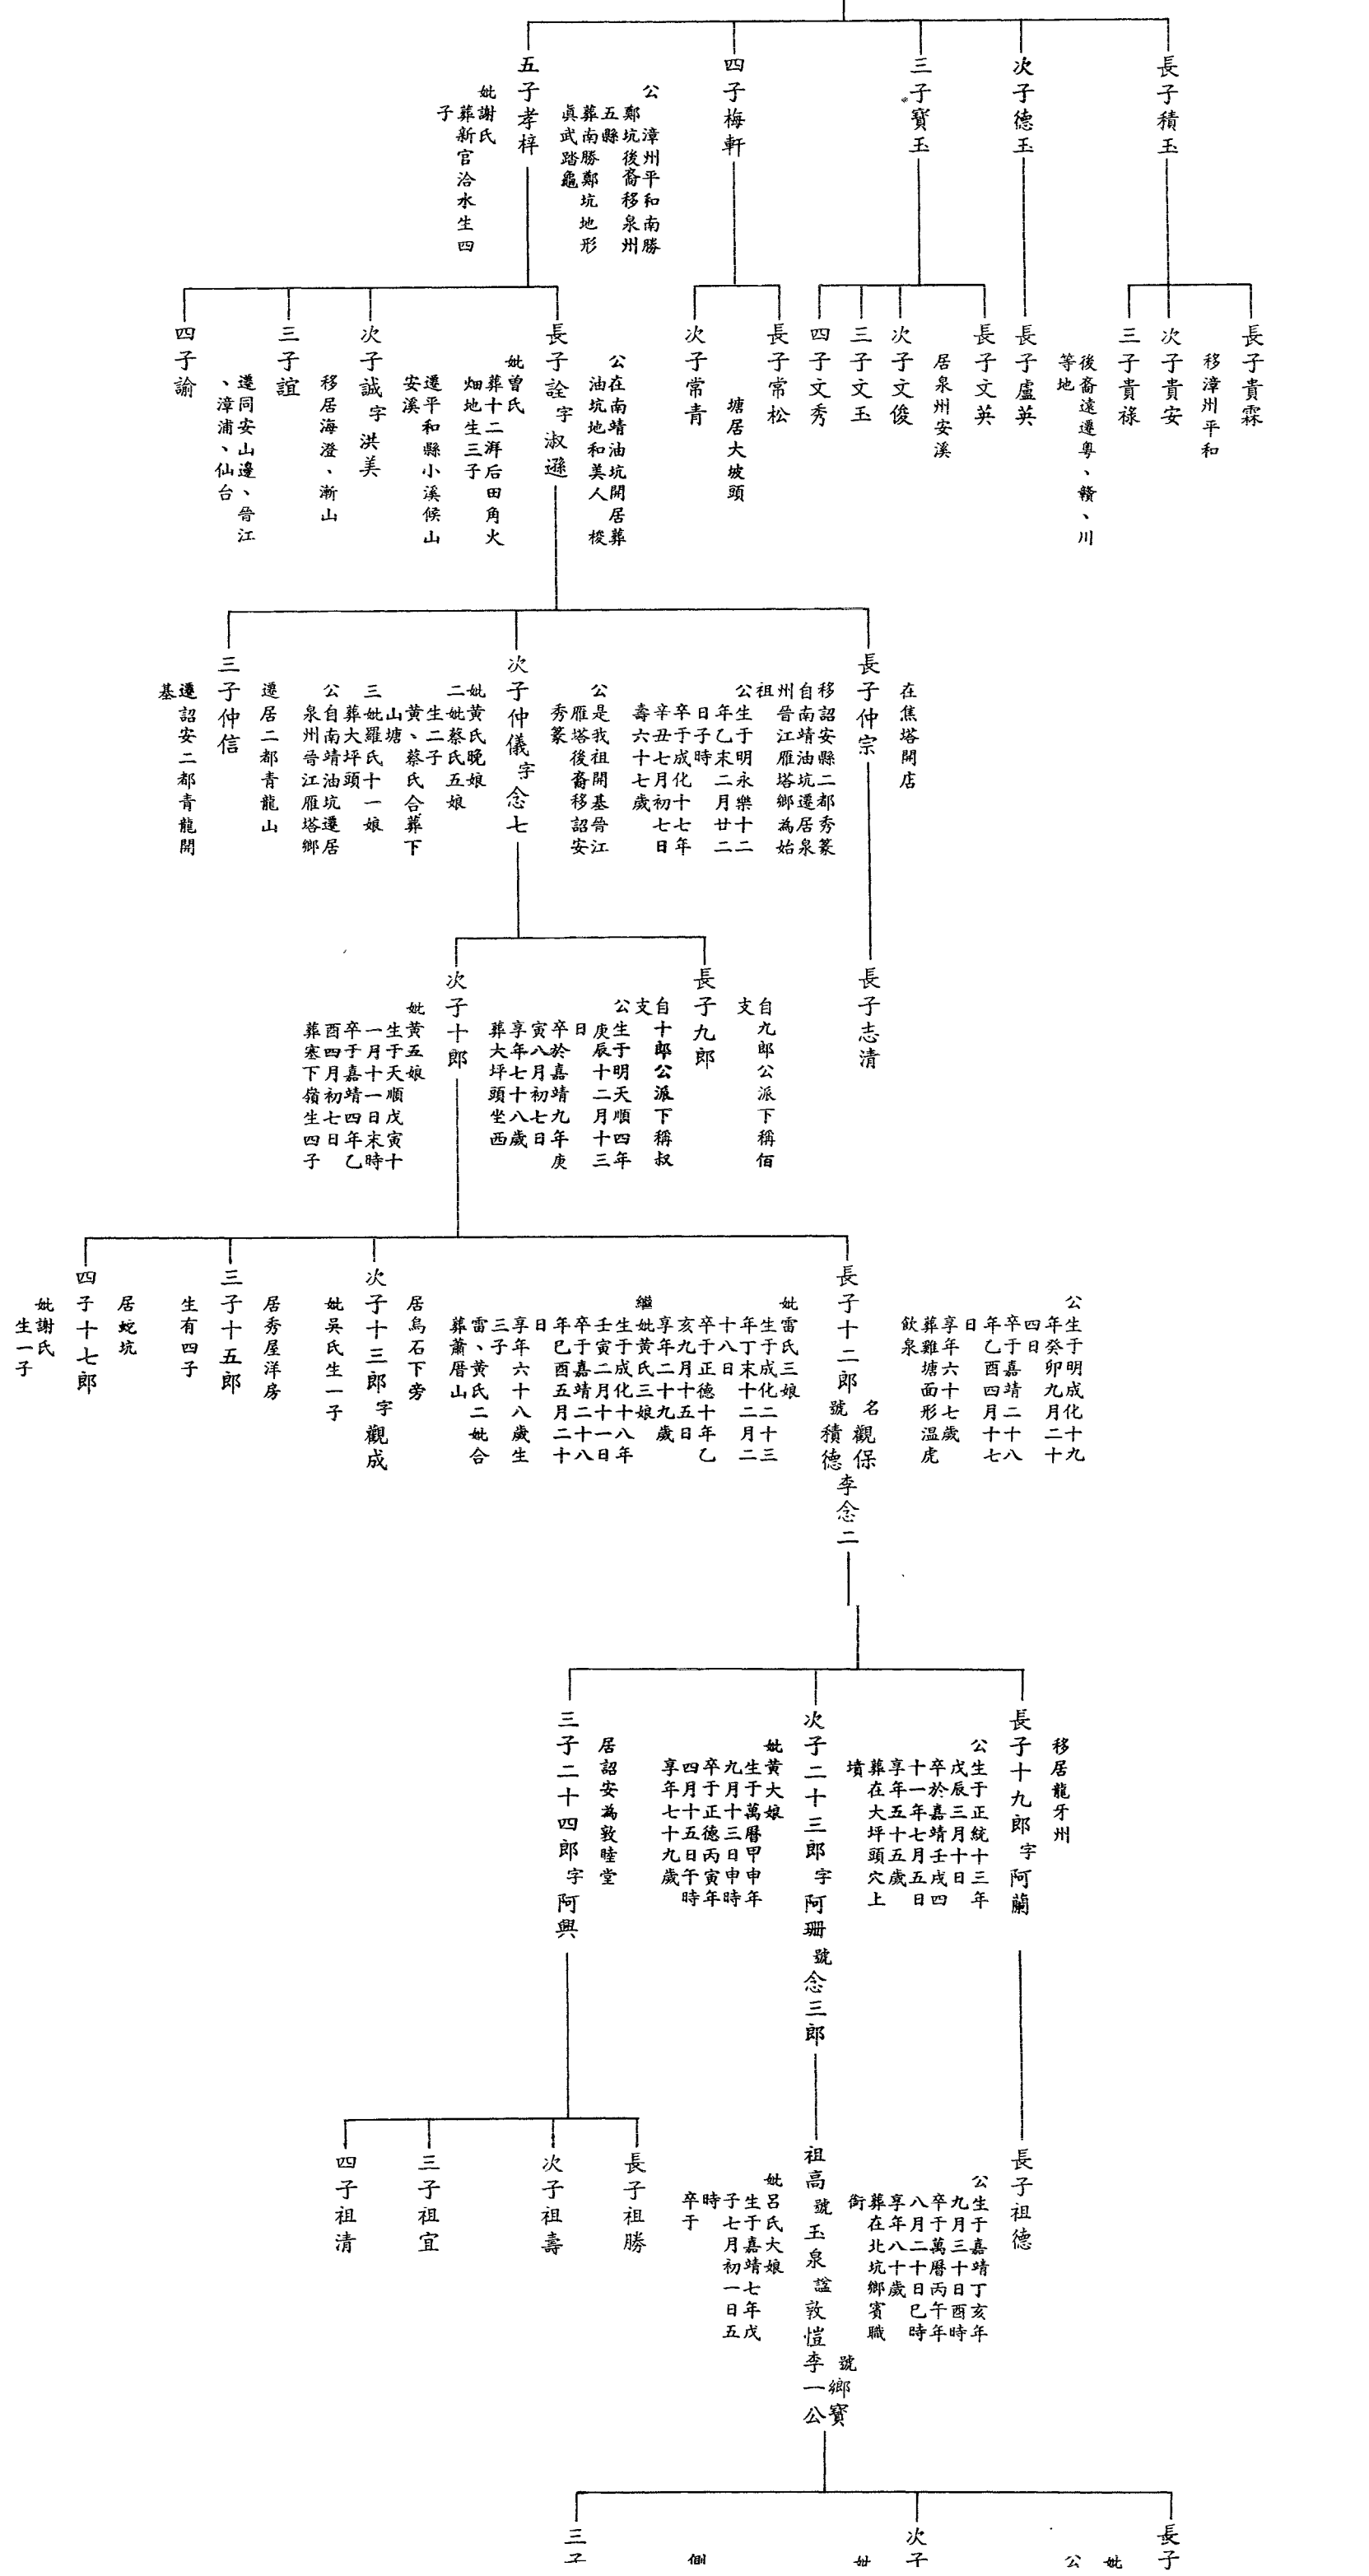 長子積玉
次子德玉
三子寶玉
四子梅軒
公
漳州平和南勝
鄭坑後裔移泉州
五縣
葬南勝鄭坑地形
眞武踏龜
五子孝梓
妣謝氏
葬新官洽水生四
子
長子貴霖
移漳州平和
次子貴安
三子貴祿
後裔遠遷粵、贛、川
等地
長子盧英
長子文英
居泉州安溪
次子文俊
三子文玉
四子文秀
長子常松
塘居大坡頭
次子常青
公在南靖油坑開居葬
油坑地和美人梭
長子詮字淑遜
妣曾氏
葬十二湃后田角火
畑地生三子
遷平和縣小溪候山
安溪
次子誠字洪美
移居海澄、漸山
三子誼
遷同安山邊、晉江
、漳浦、仙台
四子諭
在焦塔開店
長子仲宗
移詔安縣二都秀篆
自南靖油坑遷居泉
州晉江雁塔鄉為始
祖
公生于明永樂十二
年乙未二月廿二
日子時
卒于成化十七年
辛丑七月初七日
壽六十七歲
公是我祖開基晉江
雁塔後裔移詔安
秀篆
次子仲儀字念七
妣黃氏晚娘
二妣蔡氏五娘
生二子
黃、蔡氏合葬下
山塘
三妣羅氏十一娘
葬大坪頭
公自南靖油坑遷居
泉州晉江雁塔鄉
遷居二都青龍山
三子仲信
遷詔安二都青龍開
基
長子志清
自九郎公派下稱佰
支
長子九郎
自十郎公派下稱叔
支
公生于明天順四年
庚辰十二月十三
日
卒於嘉靖九年庚
寅八月初七日
享年七十八歲
葬大坪頭坐西
次子十郎
妣黃五娘
生于天順戊寅十
一月十一日末時
卒于嘉靖四年乙
酉四月初七日
葬寒下嶺生四子
公生于明成化十九
年癸卯九月二十
四日
卒于嘉靖二十八
年乙酉四月十七
日
享年六十七歲
葬雞塘面形温虎
飲泉
長子十二郎
名觀保
號積德
李念二
妣雷氏三娘
生于成化二十三
年丁末十二月二
十八日
卒于正德十年乙
亥九月十五日
享年二十九歲
繼妣黃氏三娘
生于成化十八年
壬寅二月十一日
卒于嘉靖二十八
年巳酉五月二十
日
享年六十八歲生
三子
雷、黃氏二妣合
葬蕭厝山
居烏石下旁
次子十三郎字觀成
妣吳氏生一子
居秀屋洋房
三子十五郎
生有四子
居蛇坑
四子十七郎
妣謝氏
生一子
移居龍牙州
長子十九郎字阿蘭
公生于正統十三年
戊辰三月十日
卒於嘉靖壬戌四
十一年七月五日
享年五十五歲
葬在大坪頭穴上
墳
次子二十三郎字阿珊號念三郎
妣黃大娘
生于萬曆甲申年
九月十三日申時
卒于正德丙寅年
四月十五日午時
享年七十九歲
居詔安為敦睦堂
三子二十四郎字阿興
長子祖德
公生于嘉靖丁亥年
九月三十日酉時
卒于萬曆丙午年
八月二十日巳時
享年八十歲
葬在北坑鄉賓職
銜
祖高號玉泉諡敦愷
李一公
號鄉賓
妣呂氏大娘
生于嘉靖七年戊
子七月初一日五
時
卒于
長子祖勝
次子祖壽
三子祖宜
四子祖清
長子
妣
公
次子
妣
側
三子